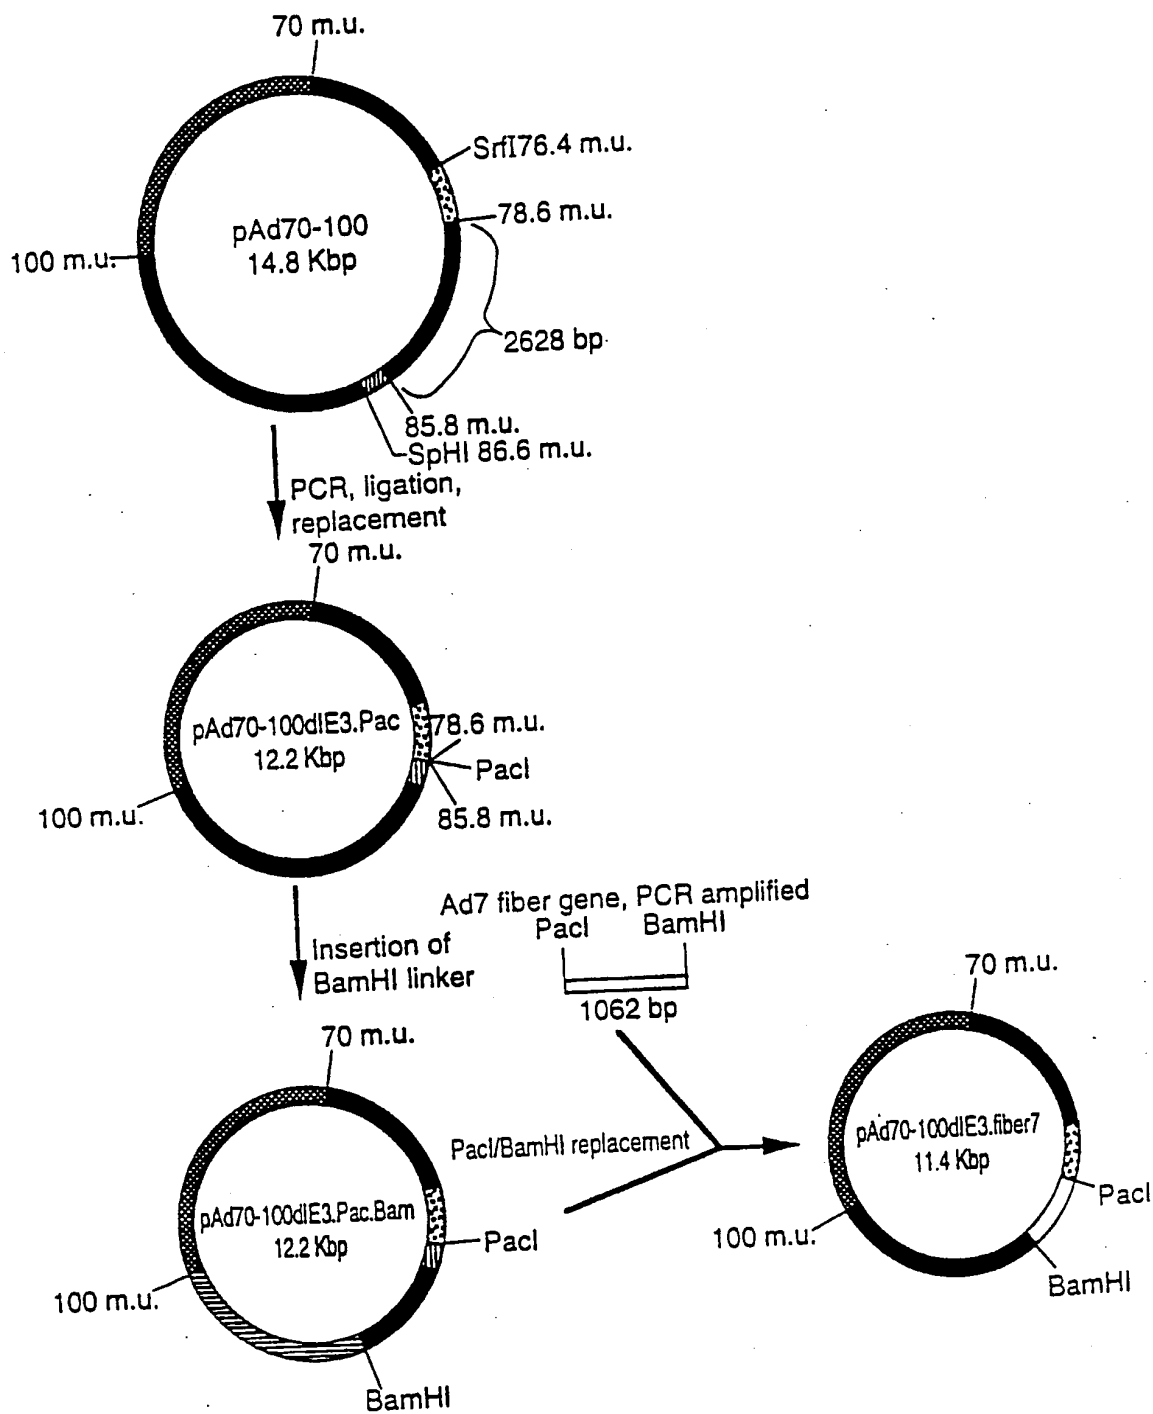 70 m.u.
SrfI76.4 m.u.
78.6 m.u.
pAd70-100
14.8 Kbp
100 m.u.
2628 bp
85.8 m.u.
SpHI 86.6 m.u.
PCR, ligation,
replacement
70 m.u.
pAd70-100dlE3.Pac
12.2 Kbp
78.6 m.u.
PacI
100 m.u.
85.8 m.u.
Ad7 fiber gene, PCR amplified
PacI BamHI
Insertion of
BamHI linker
1062 bp
70 m.u.
70 m.u.
PacI/BamHI replacement
pAd70-100dlE3.fiber7
11.4 Kbp
PacI
pAd70-100dlE3.Pac.Bam
12.2 Kbp
PacI
100 m.u.
BamHI
100 m.u.
BamHI